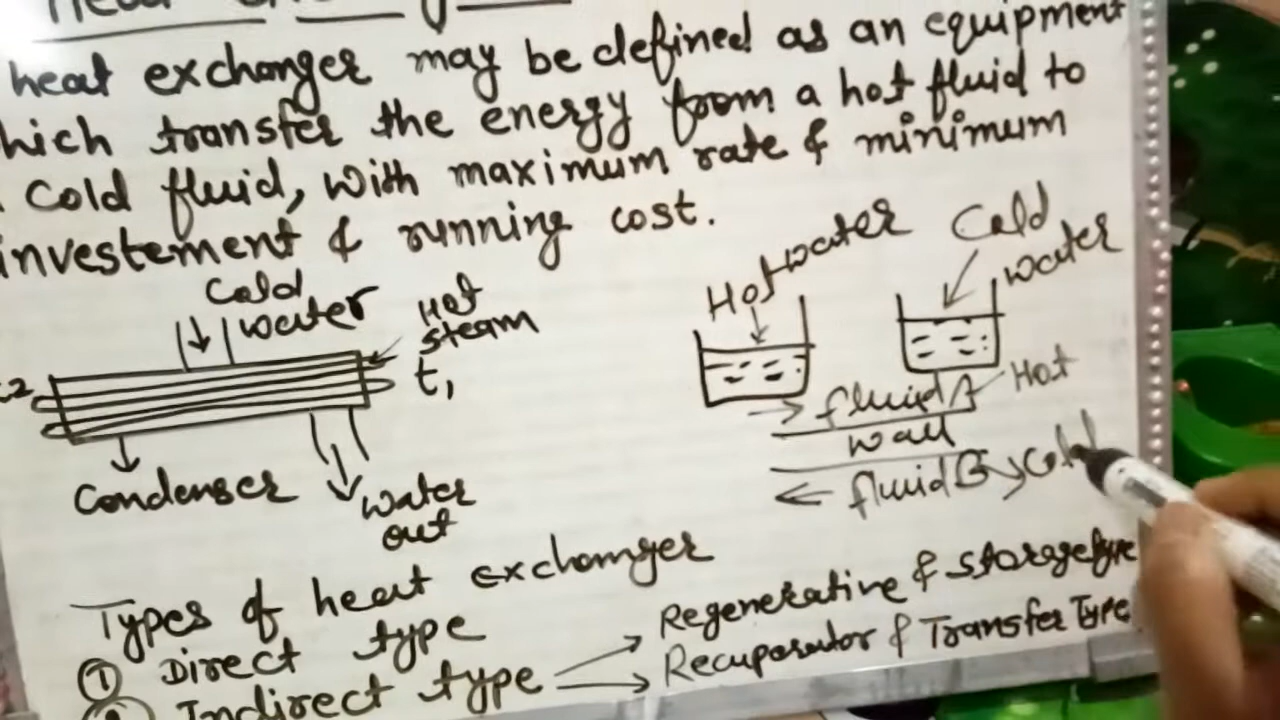 heat exchanger may be defined as an equipment
hich transfer the energy from a hot fluid to
cold fluid, with maximum rate & minimum
investement & running cost.
Cold
water
Hot
steam
t1
Condenser
water
out
Hot water
Cold
water
fluid A Hot
wall
fluid B Col
Types of heat exchanger
① Direct type
Indirect type
Regenerative & storage type
Recuperator & Transfer Type